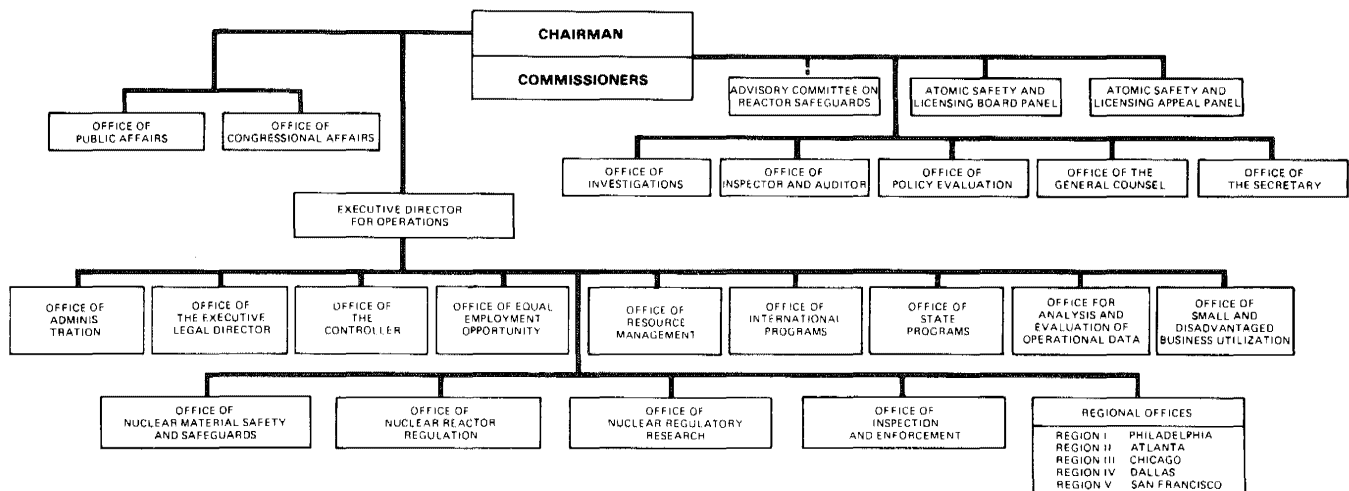 CHAIRMAN
COMMISSIONERS
ADVISORY COMMITTEE ON
REACTOR SAFEGUARDS
ATOMIC SAFETY AND
LICENSING BOARD PANEL
ATOMIC SAFETY AND
LICENSING APPEAL PANEL
OFFICE OF
PUBLIC AFFAIRS
OFFICE OF
CONGRESSIONAL AFFAIRS
OFFICE OF
INVESTIGATIONS
OFFICE OF
INSPECTOR AND AUDITOR
OFFICE OF
POLICY EVALUATION
OFFICE OF THE
GENERAL COUNSEL
OFFICE OF
THE SECRETARY
EXECUTIVE DIRECTOR
FOR OPERATIONS
OFFICE OF
ADMINIS
TRATION
OFFICE OF
THE EXECUTIVE
LEGAL DIRECTOR
OFFICE OF
THE
CONTROLLER
OFFICE OF EQUAL
EMPLOYMENT
OPPORTUNITY
OFFICE OF
RESOURCE
MANAGEMENT
OFFICE OF
INTERNATIONAL
PROGRAMS
OFFICE OF
STATE
PROGRAMS
OFFICE FOR
ANALYSIS AND
EVALUATION OF
OPERATIONAL DATA
OFFICE OF
SMALL AND
DISADVANTAGED
BUSINESS UTILIZATION
OFFICE OF
NUCLEAR MATERIAL SAFETY
AND SAFEGUARDS
OFFICE OF
NUCLEAR REACTOR
REGULATION
OFFICE OF
NUCLEAR REGULATORY
RESEARCH
OFFICE OF
INSPECTION
AND ENFORCEMENT
REGIONAL OFFICES
REGION I PHILADELPHIA
REGION II ATLANTA
REGION III CHICAGO
REGION IV DALLAS
REGION V SAN FRANCISCO